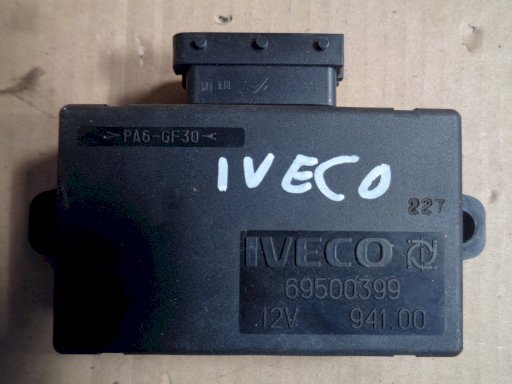 >PA6-GF30<
IVECO
227
IVECO
69500399
12V 941.00